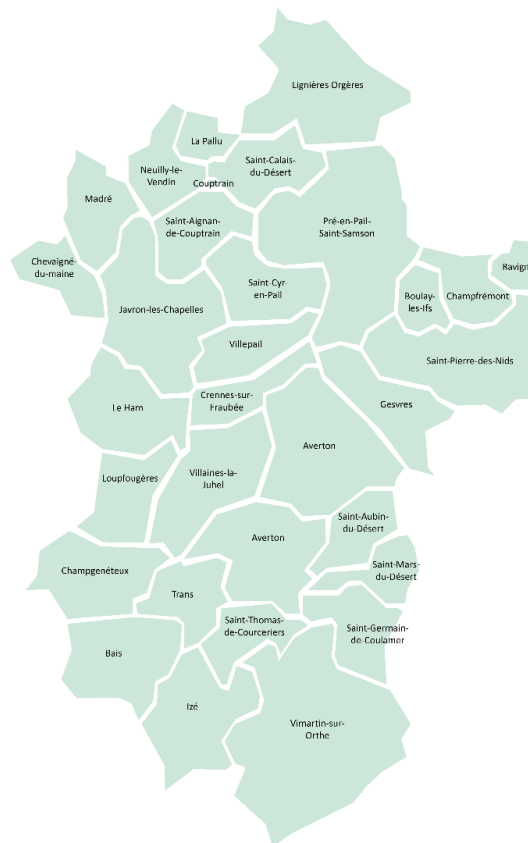 Lignières Orgères
La Pallu
Saint-Calais-
du-Désert
Neuilly-le-
Vendin
Couptrain
Madré
Saint-Aignan-
de-Couptrain
Pré-en-Pail-
Saint-Samson
Chevaîgné-
du-maine
Ravign
Saint-Cyr-
en-Pail
Boulay-
les-Ifs
Champfrémont
Javron-les-Chapelles
Villepail
Saint-Pierre-des-Nids
Crennes-sur-
Fraubée
Le Ham
Gesvres
Averton
Loupfougères
Villaines-la-
Juhel
Saint-Aubin-
du-Désert
Averton
Champgenéteux
Saint-Mars-
du-Désert
Trans
Saint-Thomas-
de-Courceriers
Saint-Germain-
de-Coulamer
Bais
Izé
Vimartin-sur-
Orthe